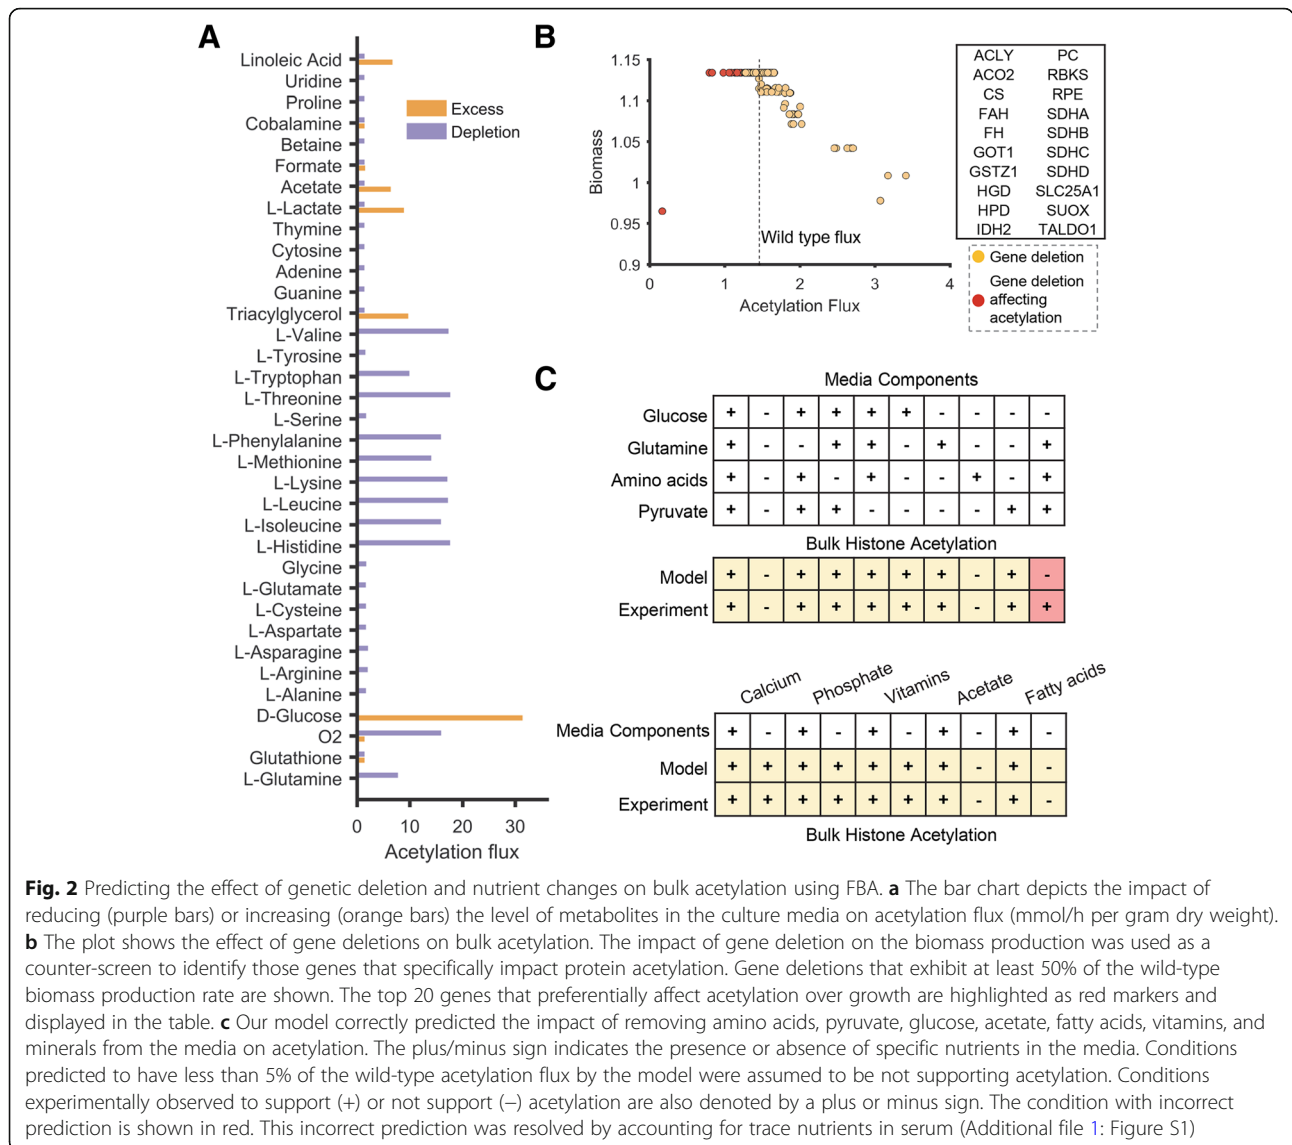 A
Linoleic Acid
Uridine
Proline
Cobalamine
Betaine
Formate
Acetate
L-Lactate
Thymine
Cytosine
Adenine
Guanine
Triacylglycerol
L-Valine
L-Tyrosine
L-Tryptophan
L-Threonine
L-Serine
L-Phenylalanine
L-Methionine
L-Lysine
L-Leucine
L-Isoleucine
L-Histidine
Glycine
L-Glutamate
L-Cysteine
L-Aspartate
L-Asparagine
L-Arginine
L-Alanine
D-Glucose
O2
Glutathione
L-Glutamine
0 10 20 30
Acetylation flux
Excess
Depletion
B
1.15
1.1
1.05
1
0.95
0.9
Biomass
Wild type flux
0 1 2 3 4
Acetylation Flux
ACLY PC
ACO2 RBKS
CS RPE
FAH SDHA
FH SDHB
GOT1 SDHC
GSTZ1 SDHD
HGD SLC25A1
HPD SUOX
IDH2 TALDO1
Gene deletion
Gene deletion
affecting
acetylation
C
Media Components
Glucose + - + + + + - - - -
Glutamine + - - + + - + - - +
Amino acids + - + - + - - + - +
Pyruvate + - + + - - - - + +
Bulk Histone Acetylation
Model + - + + + + + - + -
Experiment + - + + + + + - + +
Calcium Phosphate Vitamins Acetate Fatty acids
Media Components + - + - + - + - + -
Model + + + + + + + - + -
Experiment + + + + + + + - + -
Bulk Histone Acetylation
Fig. 2 Predicting the effect of genetic deletion and nutrient changes on bulk acetylation using FBA. a The bar chart depicts the impact of
reducing (purple bars) or increasing (orange bars) the level of metabolites in the culture media on acetylation flux (mmol/h per gram dry weight).
b The plot shows the effect of gene deletions on bulk acetylation. The impact of gene deletion on the biomass production was used as a
counter-screen to identify those genes that specifically impact protein acetylation. Gene deletions that exhibit at least 50% of the wild-type
biomass production rate are shown. The top 20 genes that preferentially affect acetylation over growth are highlighted as red markers and
displayed in the table. c Our model correctly predicted the impact of removing amino acids, pyruvate, glucose, acetate, fatty acids, vitamins, and
minerals from the media on acetylation. The plus/minus sign indicates the presence or absence of specific nutrients in the media. Conditions
predicted to have less than 5% of the wild-type acetylation flux by the model were assumed to be not supporting acetylation. Conditions
experimentally observed to support (+) or not support (−) acetylation are also denoted by a plus or minus sign. The condition with incorrect
prediction is shown in red. This incorrect prediction was resolved by accounting for trace nutrients in serum (Additional file 1: Figure S1)